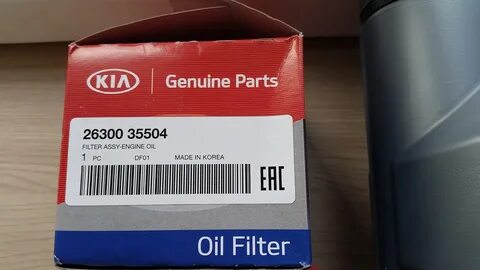 KIA Genuine Parts
26300 35504
FILTER ASSY-ENGINE OIL
1 PC DF01 MADE IN KOREA
EAC
Oil Filter